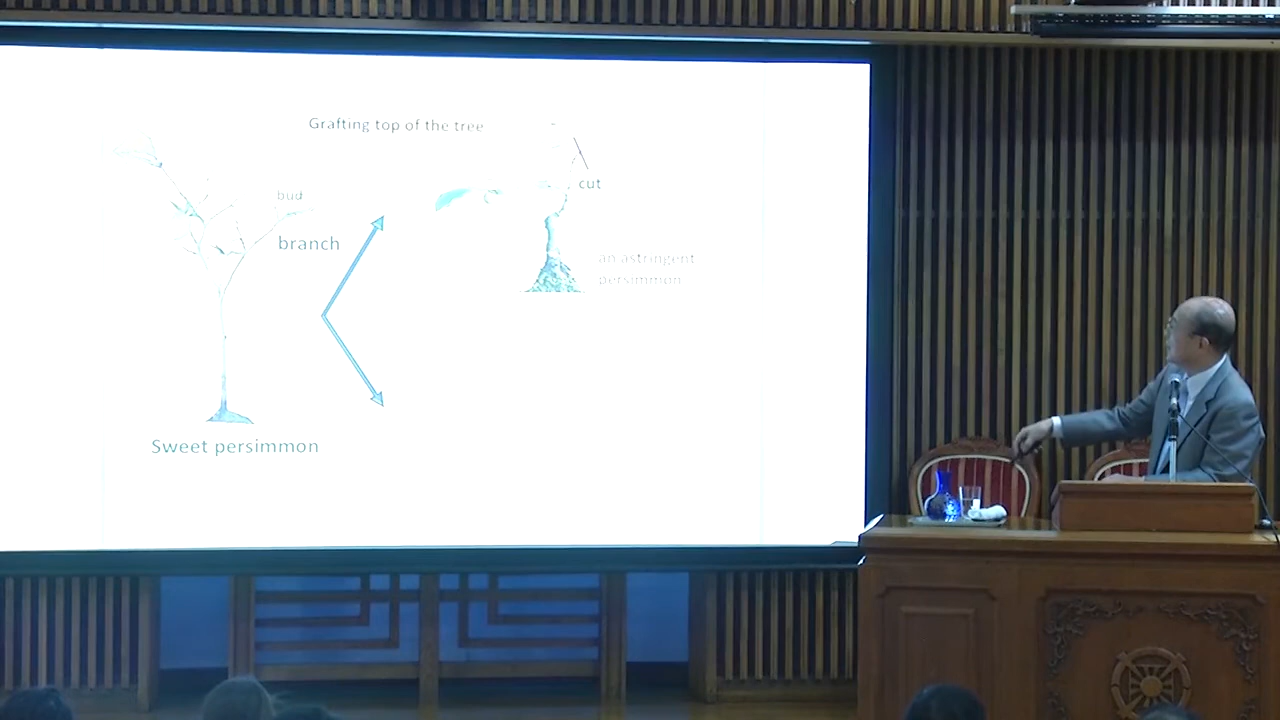 Grafting top of the tree
cut
bud
branch
an astringent
persimmon
Sweet persimmon